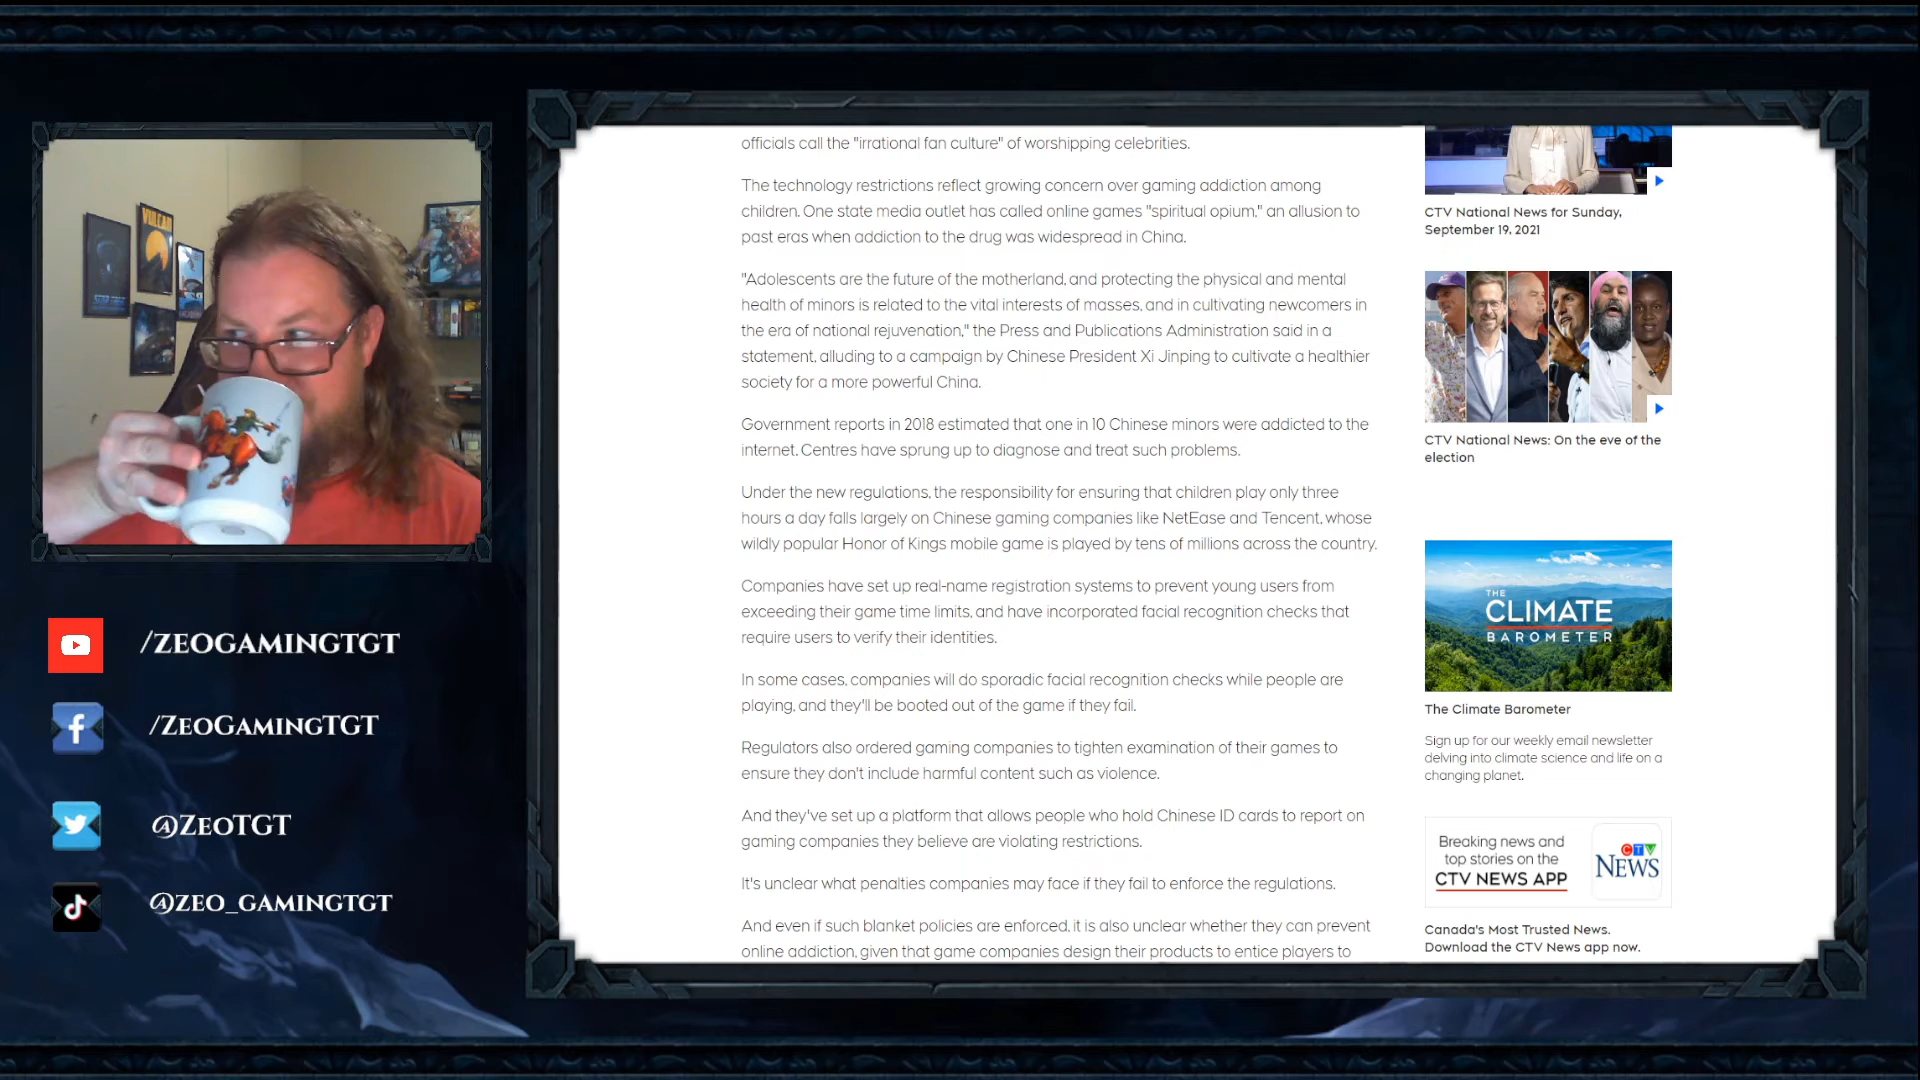 VULCAN
/ZEOGAMINGTGT
/ZEOGAMINGTGT
@ZEOTGT
@ZEO_GAMINGTGT
officials call the "irrational fan culture" of worshipping celebrities.
The technology restrictions reflect growing concern over gaming addiction among
children. One state media outlet has called online games "spiritual opium," an allusion to
past eras when addiction to the drug was widespread in China.
"Adolescents are the future of the motherland, and protecting the physical and mental
health of minors is related to the vital interests of masses, and in cultivating newcomers in
the era of national rejuvenation," the Press and Publications Administration said in a
statement, alluding to a campaign by Chinese President Xi Jinping to cultivate a healthier
society for a more powerful China.
Government reports in 2018 estimated that one in 10 Chinese minors were addicted to the
internet. Centres have sprung up to diagnose and treat such problems.
Under the new regulations, the responsibility for ensuring that children play only three
hours a day falls largely on Chinese gaming companies like NetEase and Tencent, whose
wildly popular Honor of Kings mobile game is played by tens of millions across the country.
Companies have set up real-name registration systems to prevent young users from
exceeding their game time limits, and have incorporated facial recognition checks that
require users to verify their identities.
In some cases, companies will do sporadic facial recognition checks while people are
playing, and they'll be booted out of the game if they fail.
Regulators also ordered gaming companies to tighten examination of their games to
ensure they don't include harmful content such as violence.
And they've set up a platform that allows people who hold Chinese ID cards to report on
gaming companies they believe are violating restrictions.
It's unclear what penalties companies may face if they fail to enforce the regulations.
And even if such blanket policies are enforced, it is also unclear whether they can prevent
online addiction, given that game companies design their products to entice players to
CTV National News for Sunday,
September 19, 2021
CTV National News: On the eve of the
election
THE
CLIMATE
BAROMETER
The Climate Barometer
Sign up for our weekly email newsletter
delving into climate science and life on a
changing planet.
Breaking news and
top stories on the
CTV NEWS APP
CTV
NEWS
Canada's Most Trusted News.
Download the CTV News app now.